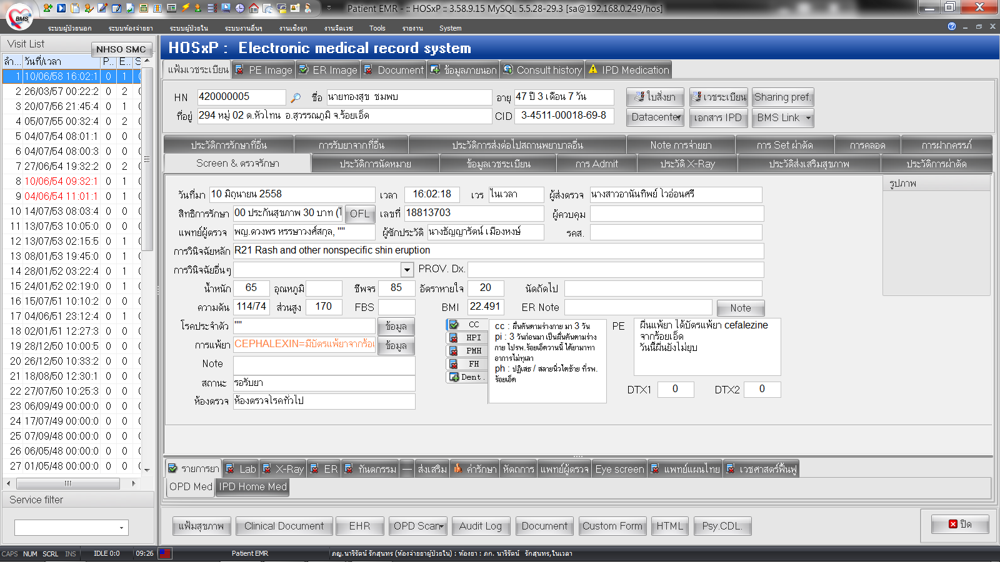 Patient EMR - :: HOSxP :: 3.58.9.15 MySQL 5.5.28-29.3 [sa@192.168.0.249/hos]
BMS
ระบบผู้ป่วยนอก ระบบห้องจ่ายยา ระบบผู้ป่วยใน ระบบงานอื่นๆ งานเชิงรุก งานจิตเวช Tools รายงาน System
Visit List
NHSO SMC
ลำ... วันที่/เวลา P... E... S
1 10/06/58 16:02:1 0 1
2 26/03/57 00:22:2 0 2
3 20/07/56 21:45:4 0 1
4 05/07/55 00:32:4 0 2
5 04/07/54 08:01:1 0 1
6 04/07/54 08:00:3 0 1
7 27/06/54 19:32:2 0 2
8 10/06/54 09:32:1 0 1
9 04/06/54 11:01:1 0 1
10 14/07/53 08:03:4 0 1
11 13/07/53 10:05:0 0 1
12 13/07/53 02:15:5 0 1
13 08/01/53 19:45:0 0 1
14 28/01/52 03:22:4 0 1
15 24/01/52 02:19:0 0 1
16 15/07/51 10:10:2 0 0
17 04/06/51 23:12:4 0 1
18 02/01/51 12:27:3 0 0
19 28/12/50 10:00:5 0 0
20 26/12/50 10:33:2 0 0
21 18/08/50 12:30:1 0 0
22 27/07/50 10:25:3 0 0
23 06/09/49 00:00:0 0 0
24 17/07/49 00:00:0 0 0
25 07/09/48 00:00:0 0 0
26 06/05/48 00:00:0 0 0
27 01/05/48 00:00:0 0 0
Service filter
HOSxP : Electronic medical record system
แฟ้มเวชระเบียน PE Image ER Image Document ข้อมูลภายนอก Consult history IPD Medication
HN 420000005 ชื่อ นายทองสุข ชมพบ อายุ 47 ปี 3 เดือน 7 วัน ใบสั่งยา เวชระเบียน Sharing pref.
ที่อยู่ 294 หมู่ 02 ต.หัวโทน อ.สุวรรณภูมิ จ.ร้อยเอ็ด CID 3-4511-00018-69-8 Datacenter เอกสาร IPD BMS Link
ประวัติการรักษาที่อื่น การรับยาจากที่อื่น ประวัติการส่งต่อไปสถานพยาบาลอื่น Note การจ่ายยา การ Set ผ่าตัด การคลอด การฝากครรภ์
Screen & ตรวจรักษา ประวัติการนัดหมาย ข้อมูลเวชระเบียน การ Admit ประวัติ X-Ray ประวัติส่งเสริมสุขภาพ ประวัติการผ่าตัด
รูปภาพ
วันที่มา 10 มิถุนายน 2558 เวลา 16:02:18 เวร ในเวลา ผู้ส่งตรวจ นางสาวอานันทิพย์ ไวอ่อนศรี
สิทธิการรักษา 00 ประกันสุขภาพ 30 บาท (ไ OFL เลขที่ 18813703 ผู้ควบคุม
แพทย์ผู้ตรวจ พญ.ดวงพร หรรษาวงศ์สกุล, "" ผู้ซักประวัติ นางธัญญารัตน์ เมืองหงษ์ รคส.
การวินิจฉัยหลัก R21 Rash and other nonspecific shin eruption
การวินิจฉัยอื่นๆ PROV. Dx.
น้ำหนัก 65 อุณหภูมิ ชีพจร 85 อัตราหายใจ 20 นัดถัดไป
ความดัน 114/74 ส่วนสูง 170 FBS BMI 22.491 ER Note Note
โรคประจำตัว "" ข้อมูล
การแพ้ยา CEPHALEXIN=มีบัตรแพ้ยาจากร้อย ข้อมูล
Note
สถานะ รอรับยา
ห้องตรวจ ห้องตรวจโรคทั่วไป
CC
HPI
PMH
FH
Dent.
cc : ผื่นคันตามร่างกาย มา 3 วัน
pi : 3 วันก่อนมา เป็นผื่นคันตามร่าง
กาย ไปรพ.ร้อยเอ็ดวานนี้ ได้ยามาทา
อาการไม่ทุเลา
ph : ปฏิเสธ / สลายนิ่วไตซ้าย ที่รพ.
ร้อยเอ็ด
PE
ผื่นแพ้ยา ได้บัตรแพ้ยา cefalezine
จากร้อยเอ็ด
วันนี้ผื่นยังไม่ยุบ
DTX1 0 DTX2 0
รายการยา Lab X-Ray ER ทันตกรรม ส่งเสริม ค่ารักษา หัตถการ แพทย์ผู้ตรวจ Eye screen แพทย์แผนไทย เวชศาสตร์ฟื้นฟู
OPD Med IPD Home Med
แฟ้มสุขภาพ Clinical Document EHR OPD Scan Audit Log Document Custom Form HTML Psy.CDL. ปิด
CAPS NUM SCRL INS IDLE 0:0 09:26 Patient EMR ภญ.นารีรัตน์ รักสุนทร (ห้องจ่ายยาผู้ป่วยใน) : ห้องยา : ภก. นารีรัตน์ รักสุนทร,ในเวลา